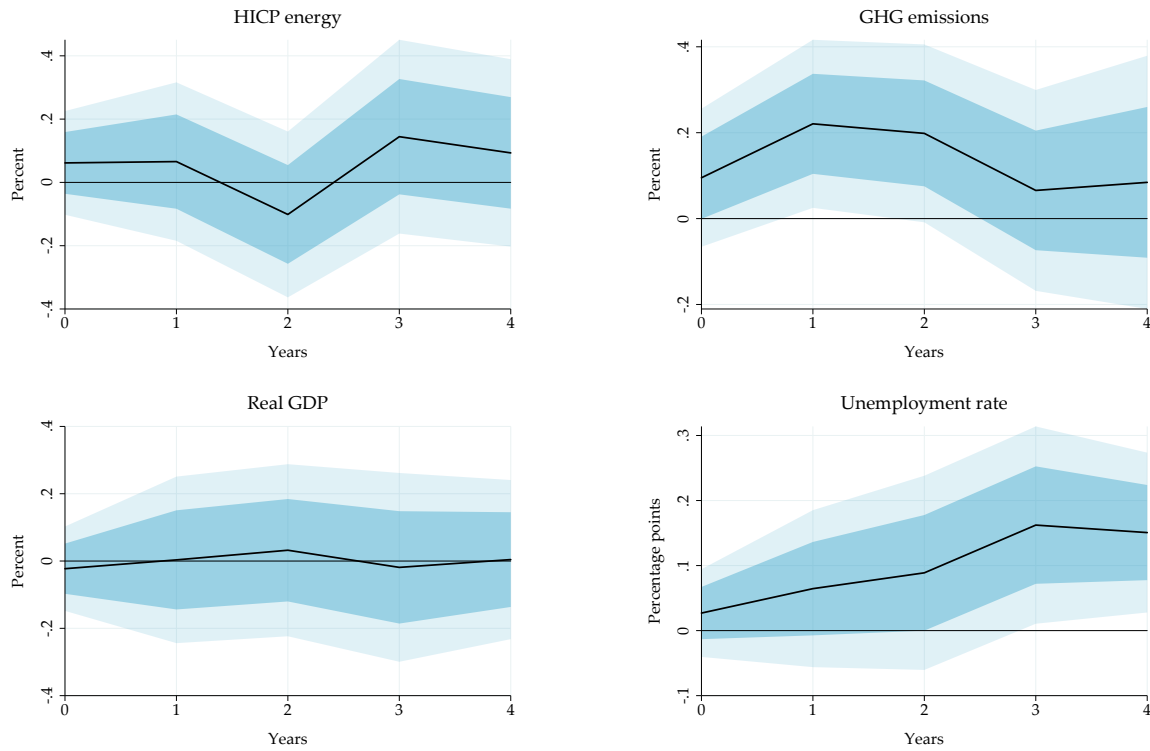 HICP energy
Percent
.4
.2
0
-.2
-.4
0 1 2 3 4
Years
GHG emissions
Percent
.4
.2
0
-.2
0 1 2 3 4
Years
Real GDP
Percent
.4
.2
0
-.2
-.4
0 1 2 3 4
Years
Unemployment rate
Percentage points
.3
.2
.1
0
-.1
0 1 2 3 4
Years